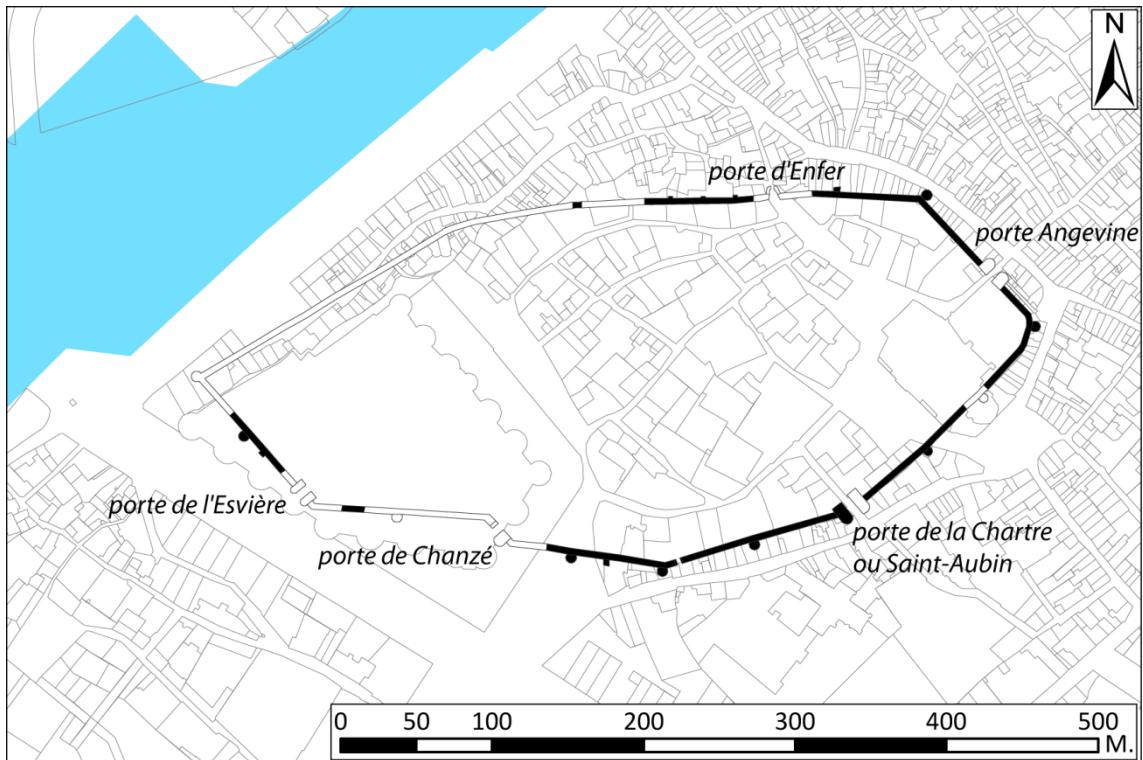 N
porte d'Enfer
porte Angevine
porte de l'Esvière
porte de Chanzé
porte de la Chartre
ou Saint-Aubin
0 50 100 200 300 400 500
M.